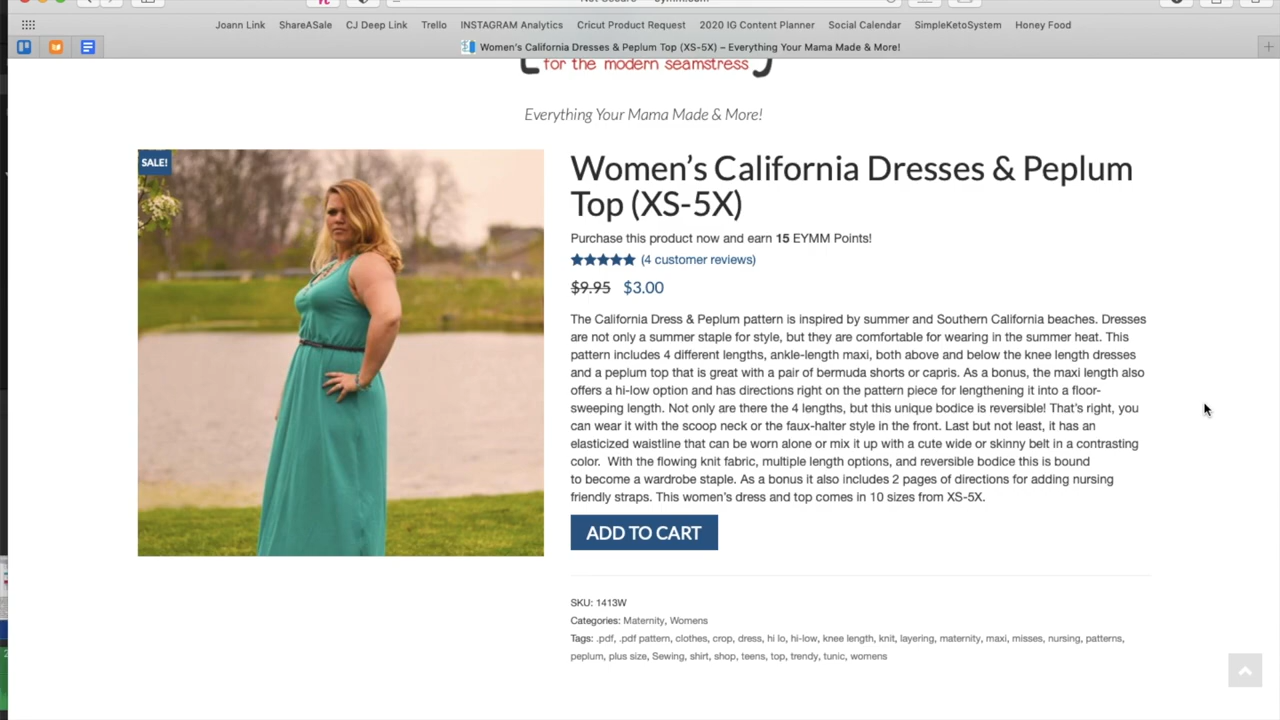 Joann Link ShareASale CJ Deep Link Trello INSTAGRAM Analytics Cricut Product Request 2020 IG Content Planner Social Calendar SimpleKetoSystem Honey Food
Women's California Dresses & Peplum Top (XS-5X) – Everything Your Mama Made & More!
for the modern seamstress
Everything Your Mama Made & More!
SALE!
Women's California Dresses & Peplum
Top (XS-5X)
Purchase this product now and earn 15 EYMM Points!
(4 customer reviews)
$9.95 $3.00
The California Dress & Peplum pattern is inspired by summer and Southern California beaches. Dresses
are not only a summer staple for style, but they are comfortable for wearing in the summer heat. This
pattern includes 4 different lengths, ankle-length maxi, both above and below the knee length dresses
and a peplum top that is great with a pair of bermuda shorts or capris. As a bonus, the maxi length also
offers a hi-low option and has directions right on the pattern piece for lengthening it into a floor-
sweeping length. Not only are there the 4 lengths, but this unique bodice is reversible! That's right, you
can wear it with the scoop neck or the faux-halter style in the front. Last but not least, it has an
elasticized waistline that can be worn alone or mix it up with a cute wide or skinny belt in a contrasting
color. With the flowing knit fabric, multiple length options, and reversible bodice this is bound
to become a wardrobe staple. As a bonus it also includes 2 pages of directions for adding nursing
friendly straps. This women's dress and top comes in 10 sizes from XS-5X.
ADD TO CART
SKU: 1413W
Categories: Maternity, Womens
Tags: .pdf, .pdf pattern, clothes, crop, dress, hi lo, hi-low, knee length, knit, layering, maternity, maxi, misses, nursing, patterns,
peplum, plus size, Sewing, shirt, shop, teens, top, trendy, tunic, womens